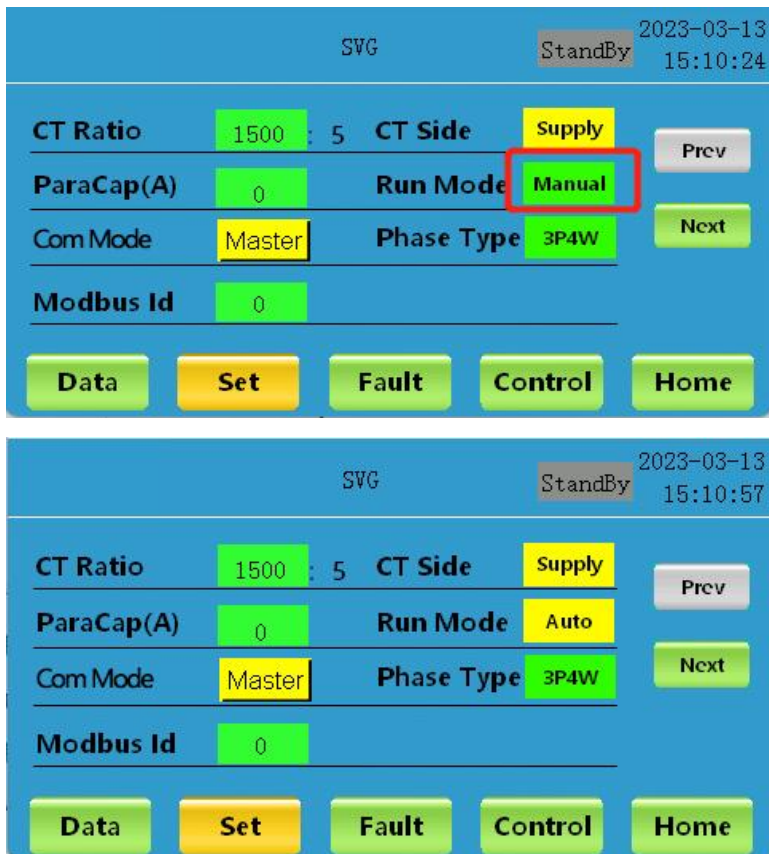 SVG StandBy 2023-03-13
15:10:24
CT Ratio 1500 : 5 CT Side Supply Prev
ParaCap(A) 0 Run Mode Manual
Com Mode Master Phase Type 3P4W Next
Modbus Id 0
Data Set Fault Control Home
SVG StandBy 2023-03-13
15:10:57
CT Ratio 1500 : 5 CT Side Supply Prev
ParaCap(A) 0 Run Mode Auto
Com Mode Master Phase Type 3P4W Next
Modbus Id 0
Data Set Fault Control Home